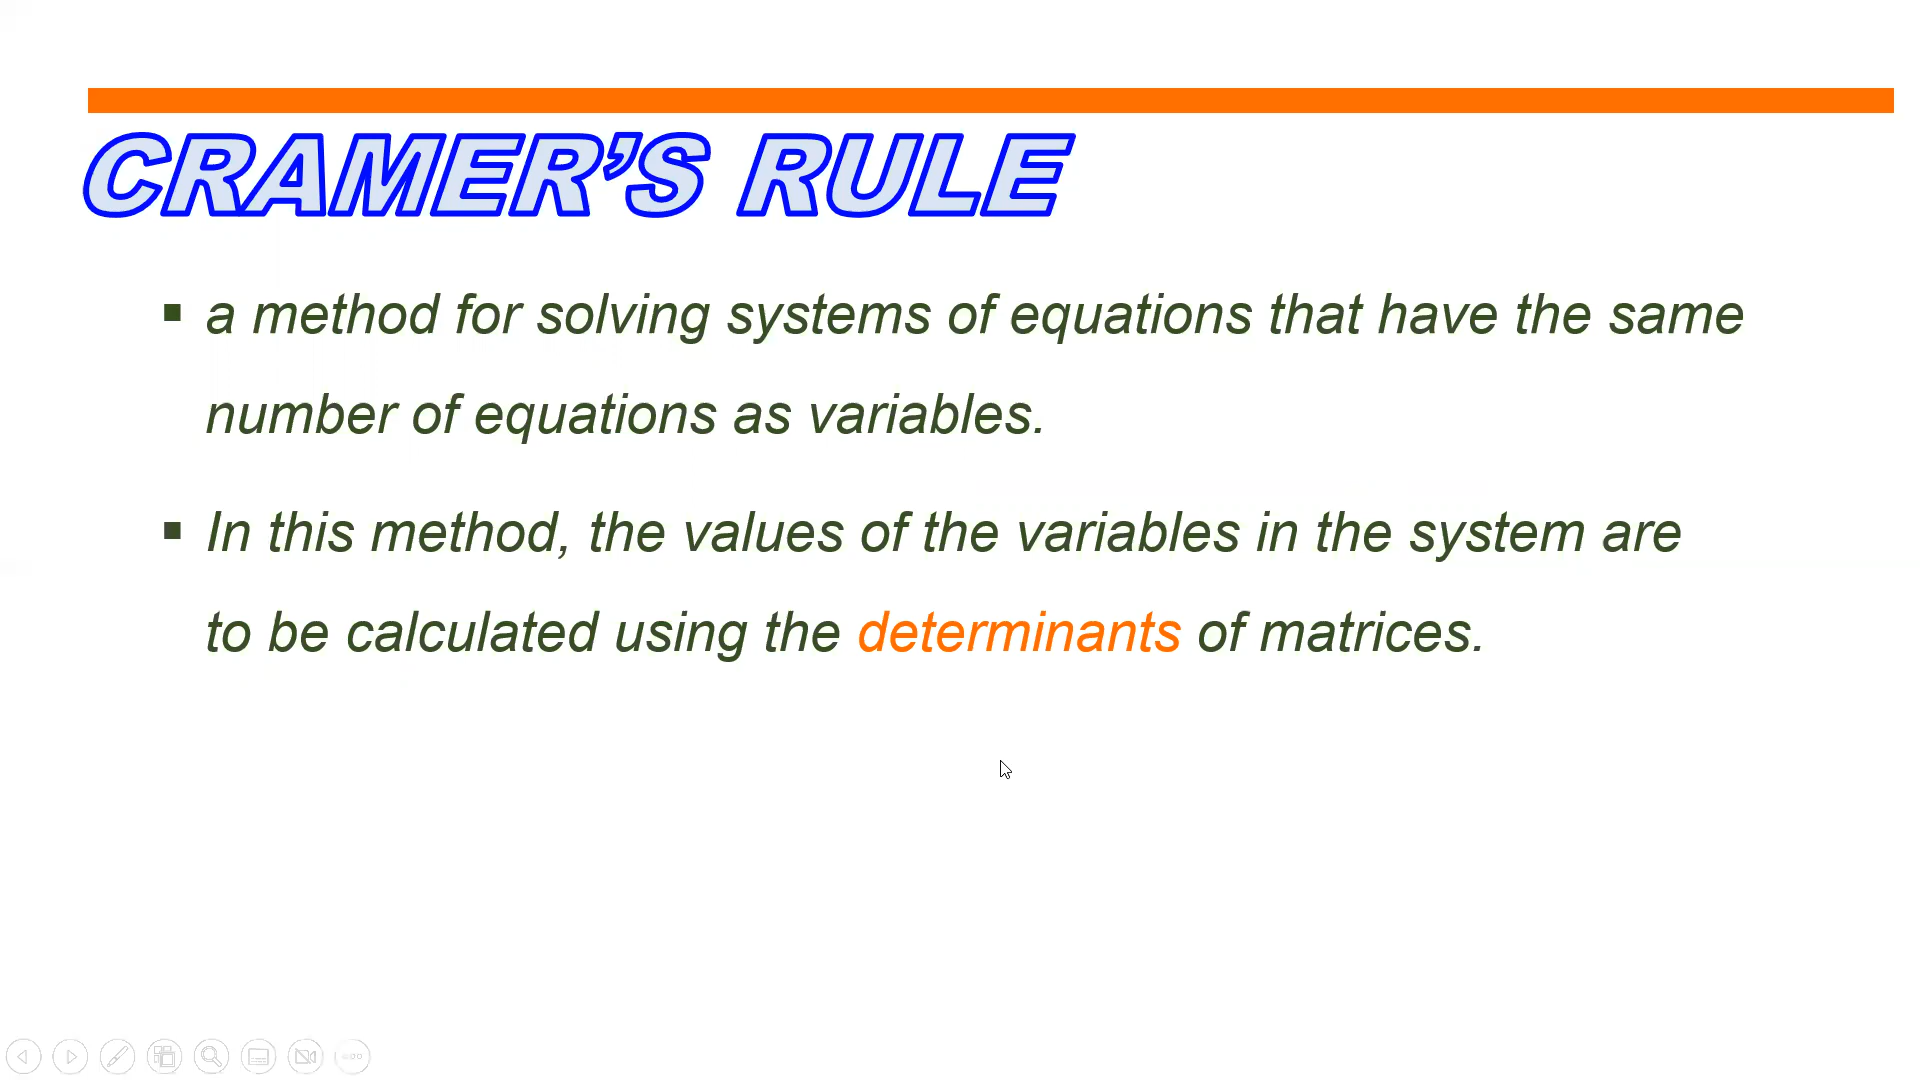 CRAMER’S RULE
▪ a method for solving systems of equations that have the same
number of equations as variables.
▪ In this method, the values of the variables in the system are
to be calculated using the determinants of matrices.